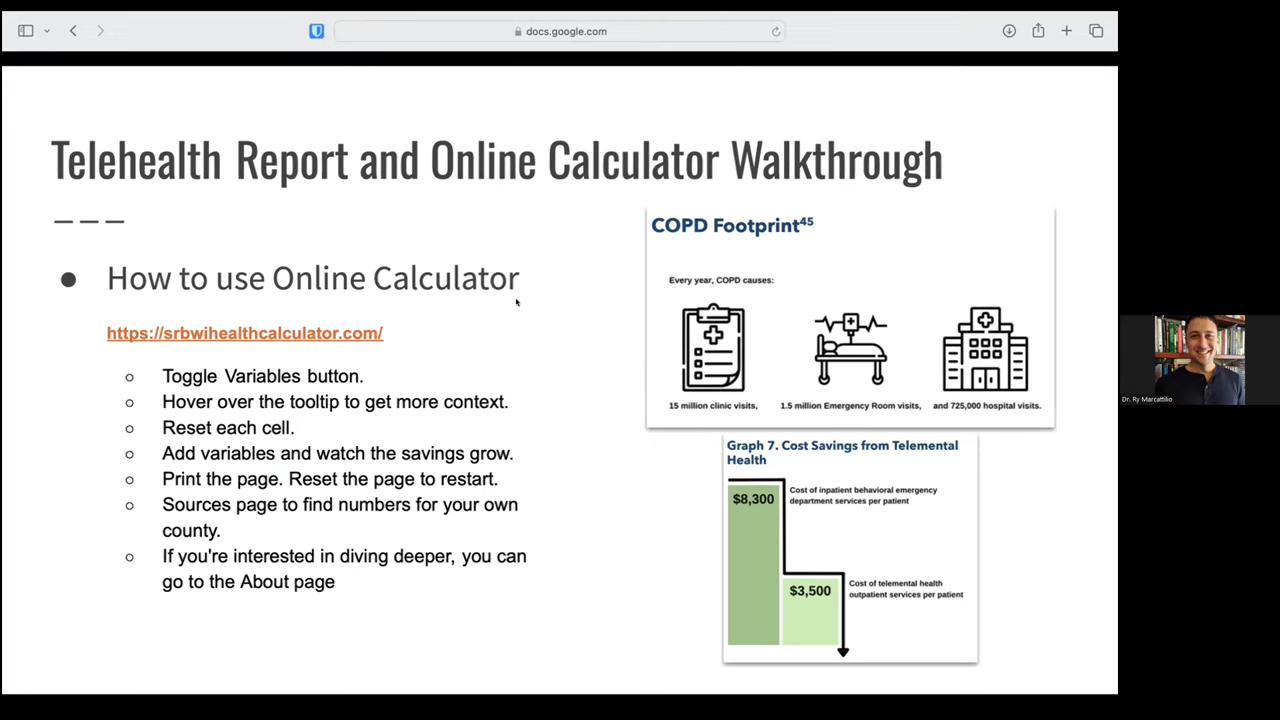 docs.google.com
Telehealth Report and Online Calculator Walkthrough
● How to use Online Calculator
https://srbwihealthcalculator.com/
○ Toggle Variables button.
○ Hover over the tooltip to get more context.
○ Reset each cell.
○ Add variables and watch the savings grow.
○ Print the page. Reset the page to restart.
○ Sources page to find numbers for your own
county.
○ If you're interested in diving deeper, you can
go to the About page
COPD Footprint45
Every year, COPD causes:
15 million clinic visits,
1.5 million Emergency Room visits,
and 725,000 hospital visits.
Graph 7. Cost Savings from Telemental
Health
$8,300
Cost of inpatient behavioral emergency
department services per patient
$3,500
Cost of telemental health
outpatient services per patient
Dr. Ry Marcattilio